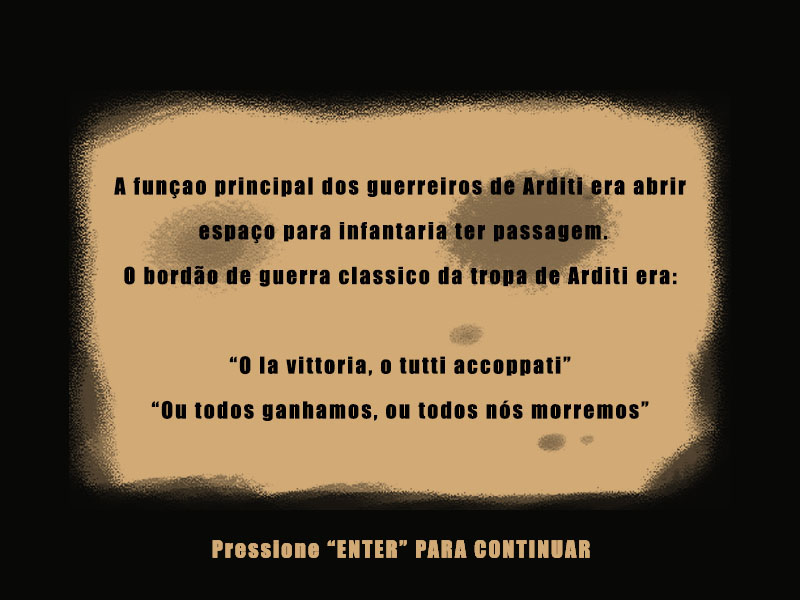 A funçao principal dos guerreiros de Arditi era abrir
espaço para infantaria ter passagem.
O bordão de guerra classico da tropa de Arditi era:
“O la vittoria, o tutti accoppati”
“Ou todos ganhamos, ou todos nós morremos”
Pressione “ENTER” PARA CONTINUAR